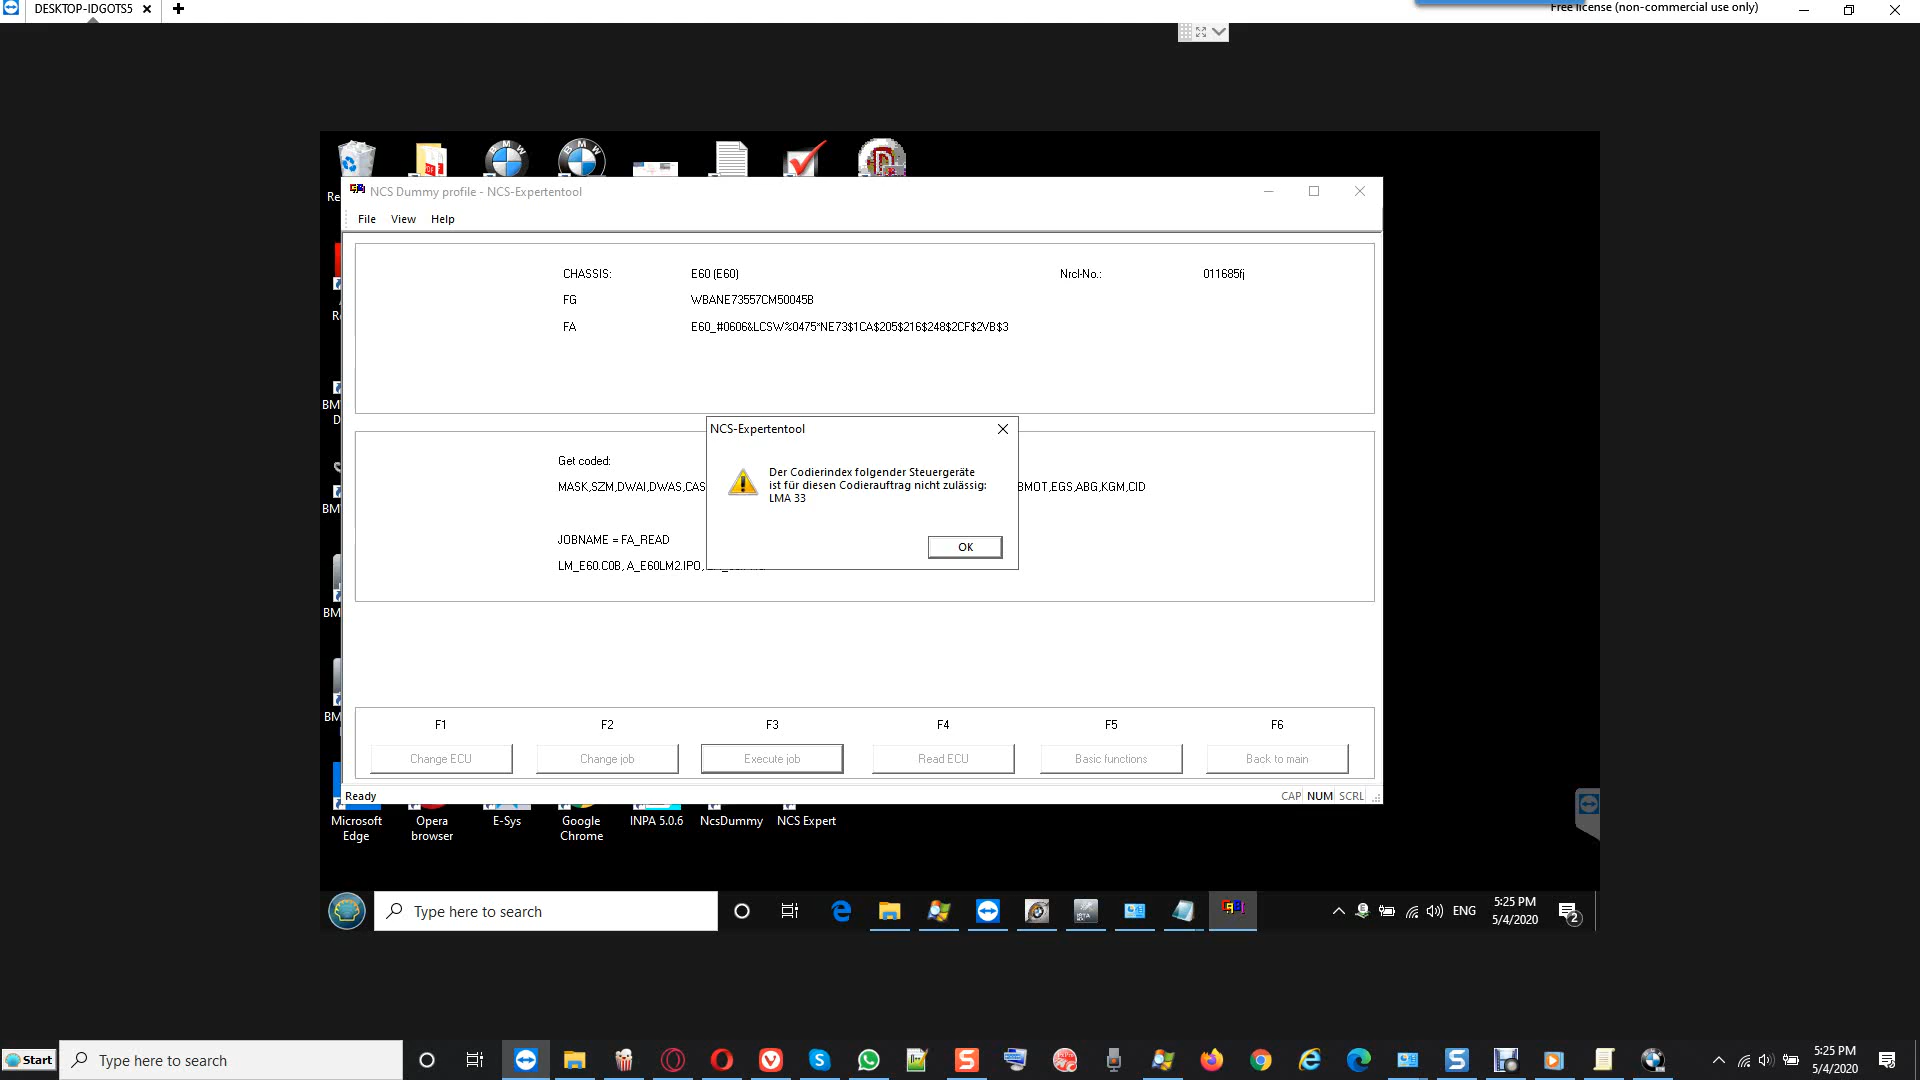 DESKTOP-IDGOTS5
Free license (non-commercial use only)
NCS Dummy profile - NCS-Expertentool
File View Help
CHASSIS: E60 (E60) Nrcl-No.: 011685fj
FG WBANE73557CM50045B
FA E60_#0606&LCSW%0475*NE73$1CA$205$216$248$2CF$2VB$3
NCS-Expertentool
Der Codierindex folgender Steuergeräte
ist für diesen Codierauftrag nicht zulässig:
LMA 33
OK
Get coded:
MASK,SZM,DWAI,DWAS,CAS
BMOT,EGS,ABG,KGM,CID
JOBNAME = FA_READ
LM_E60.C0B, A_E60LM2.IPO,
F1 F2 F3 F4 F5 F6
Change ECU Change job Execute job Read ECU Basic functions Back to main
Ready CAP NUM SCRL
Re
R
BM
D
BM
BM
BM
Microsoft Edge
Opera browser
E-Sys
Google Chrome
INPA 5.0.6
NcsDummy
NCS Expert
Type here to search
ENG
5:25 PM
5/4/2020
2
Start
Type here to search
5:25 PM
5/4/2020